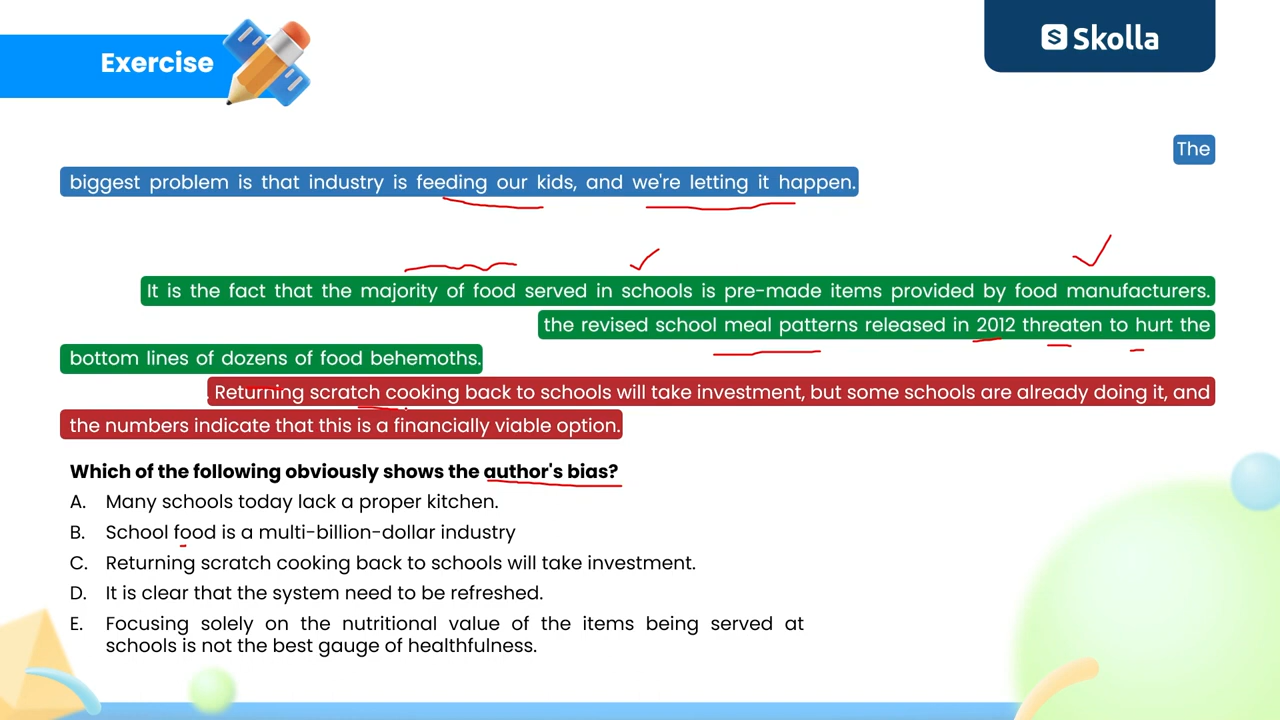 Exercise
Skolla
The
biggest problem is that industry is feeding our kids, and we're letting it happen.
It is the fact that the majority of food served in schools is pre-made items provided by food manufacturers.
the revised school meal patterns released in 2012 threaten to hurt the
bottom lines of dozens of food behemoths.
. Returning scratch cooking back to schools will take investment, but some schools are already doing it, and
the numbers indicate that this is a financially viable option.
Which of the following obviously shows the author's bias?
A. Many schools today lack a proper kitchen.
B. School food is a multi-billion-dollar industry
C. Returning scratch cooking back to schools will take investment.
D. It is clear that the system need to be refreshed.
E. Focusing solely on the nutritional value of the items being served at
schools is not the best gauge of healthfulness.